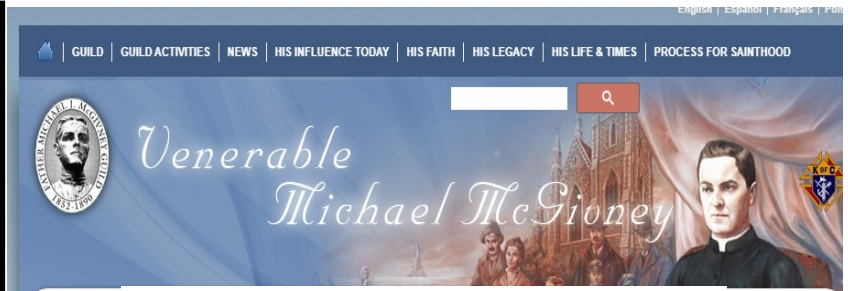 English | Español | Français |
GUILD | GUILD ACTIVITIES | NEWS | HIS INFLUENCE TODAY | HIS FAITH | HIS LEGACY | HIS LIFE & TIMES | PROCESS FOR SAINTHOOD
FATHER MICHAEL J. McGIVNEY GUILD
1852-1890
Venerable
Michael McGivney
K OF C